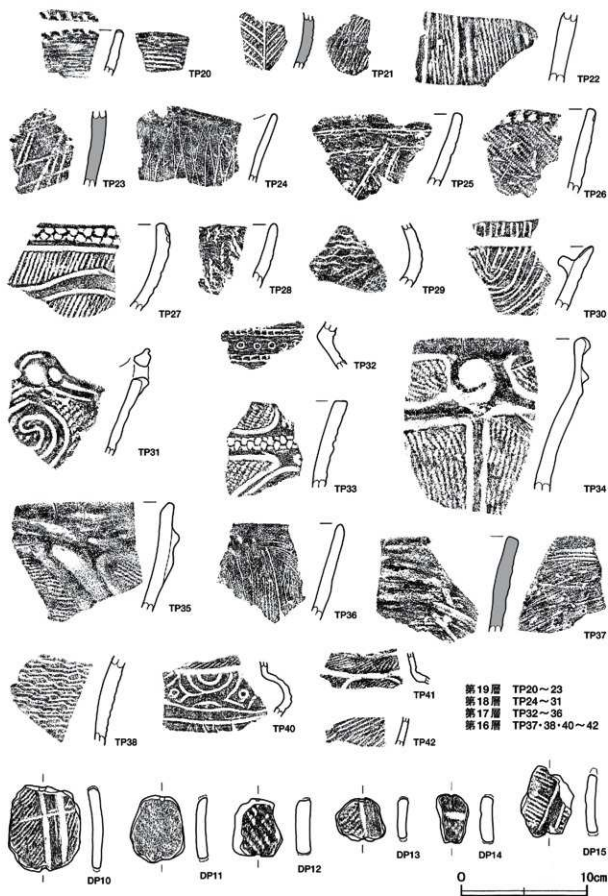 TP20
TP21
TP22
TP23
TP24
TP25
TP26
TP27
TP28
TP29
TP30
TP31
TP32
TP33
TP34
TP35
TP36
TP37
TP38
TP40
TP41
TP42
第19層 TP20～23
第18層 TP24～31
第17層 TP32～36
第16層 TP37・38・40～42
DP10
DP11
DP12
DP13
DP14
DP15
0 10cm